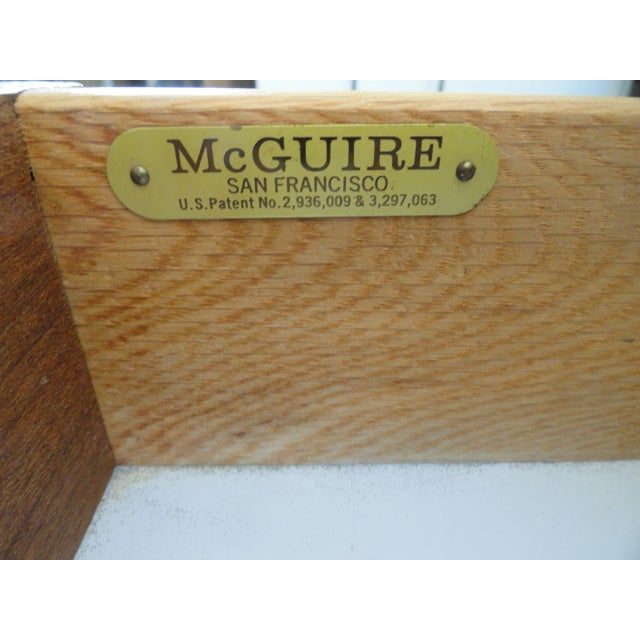 McGUIRE
SAN FRANCISCO
U.S. Patent No. 2,936,009 & 3,297,063